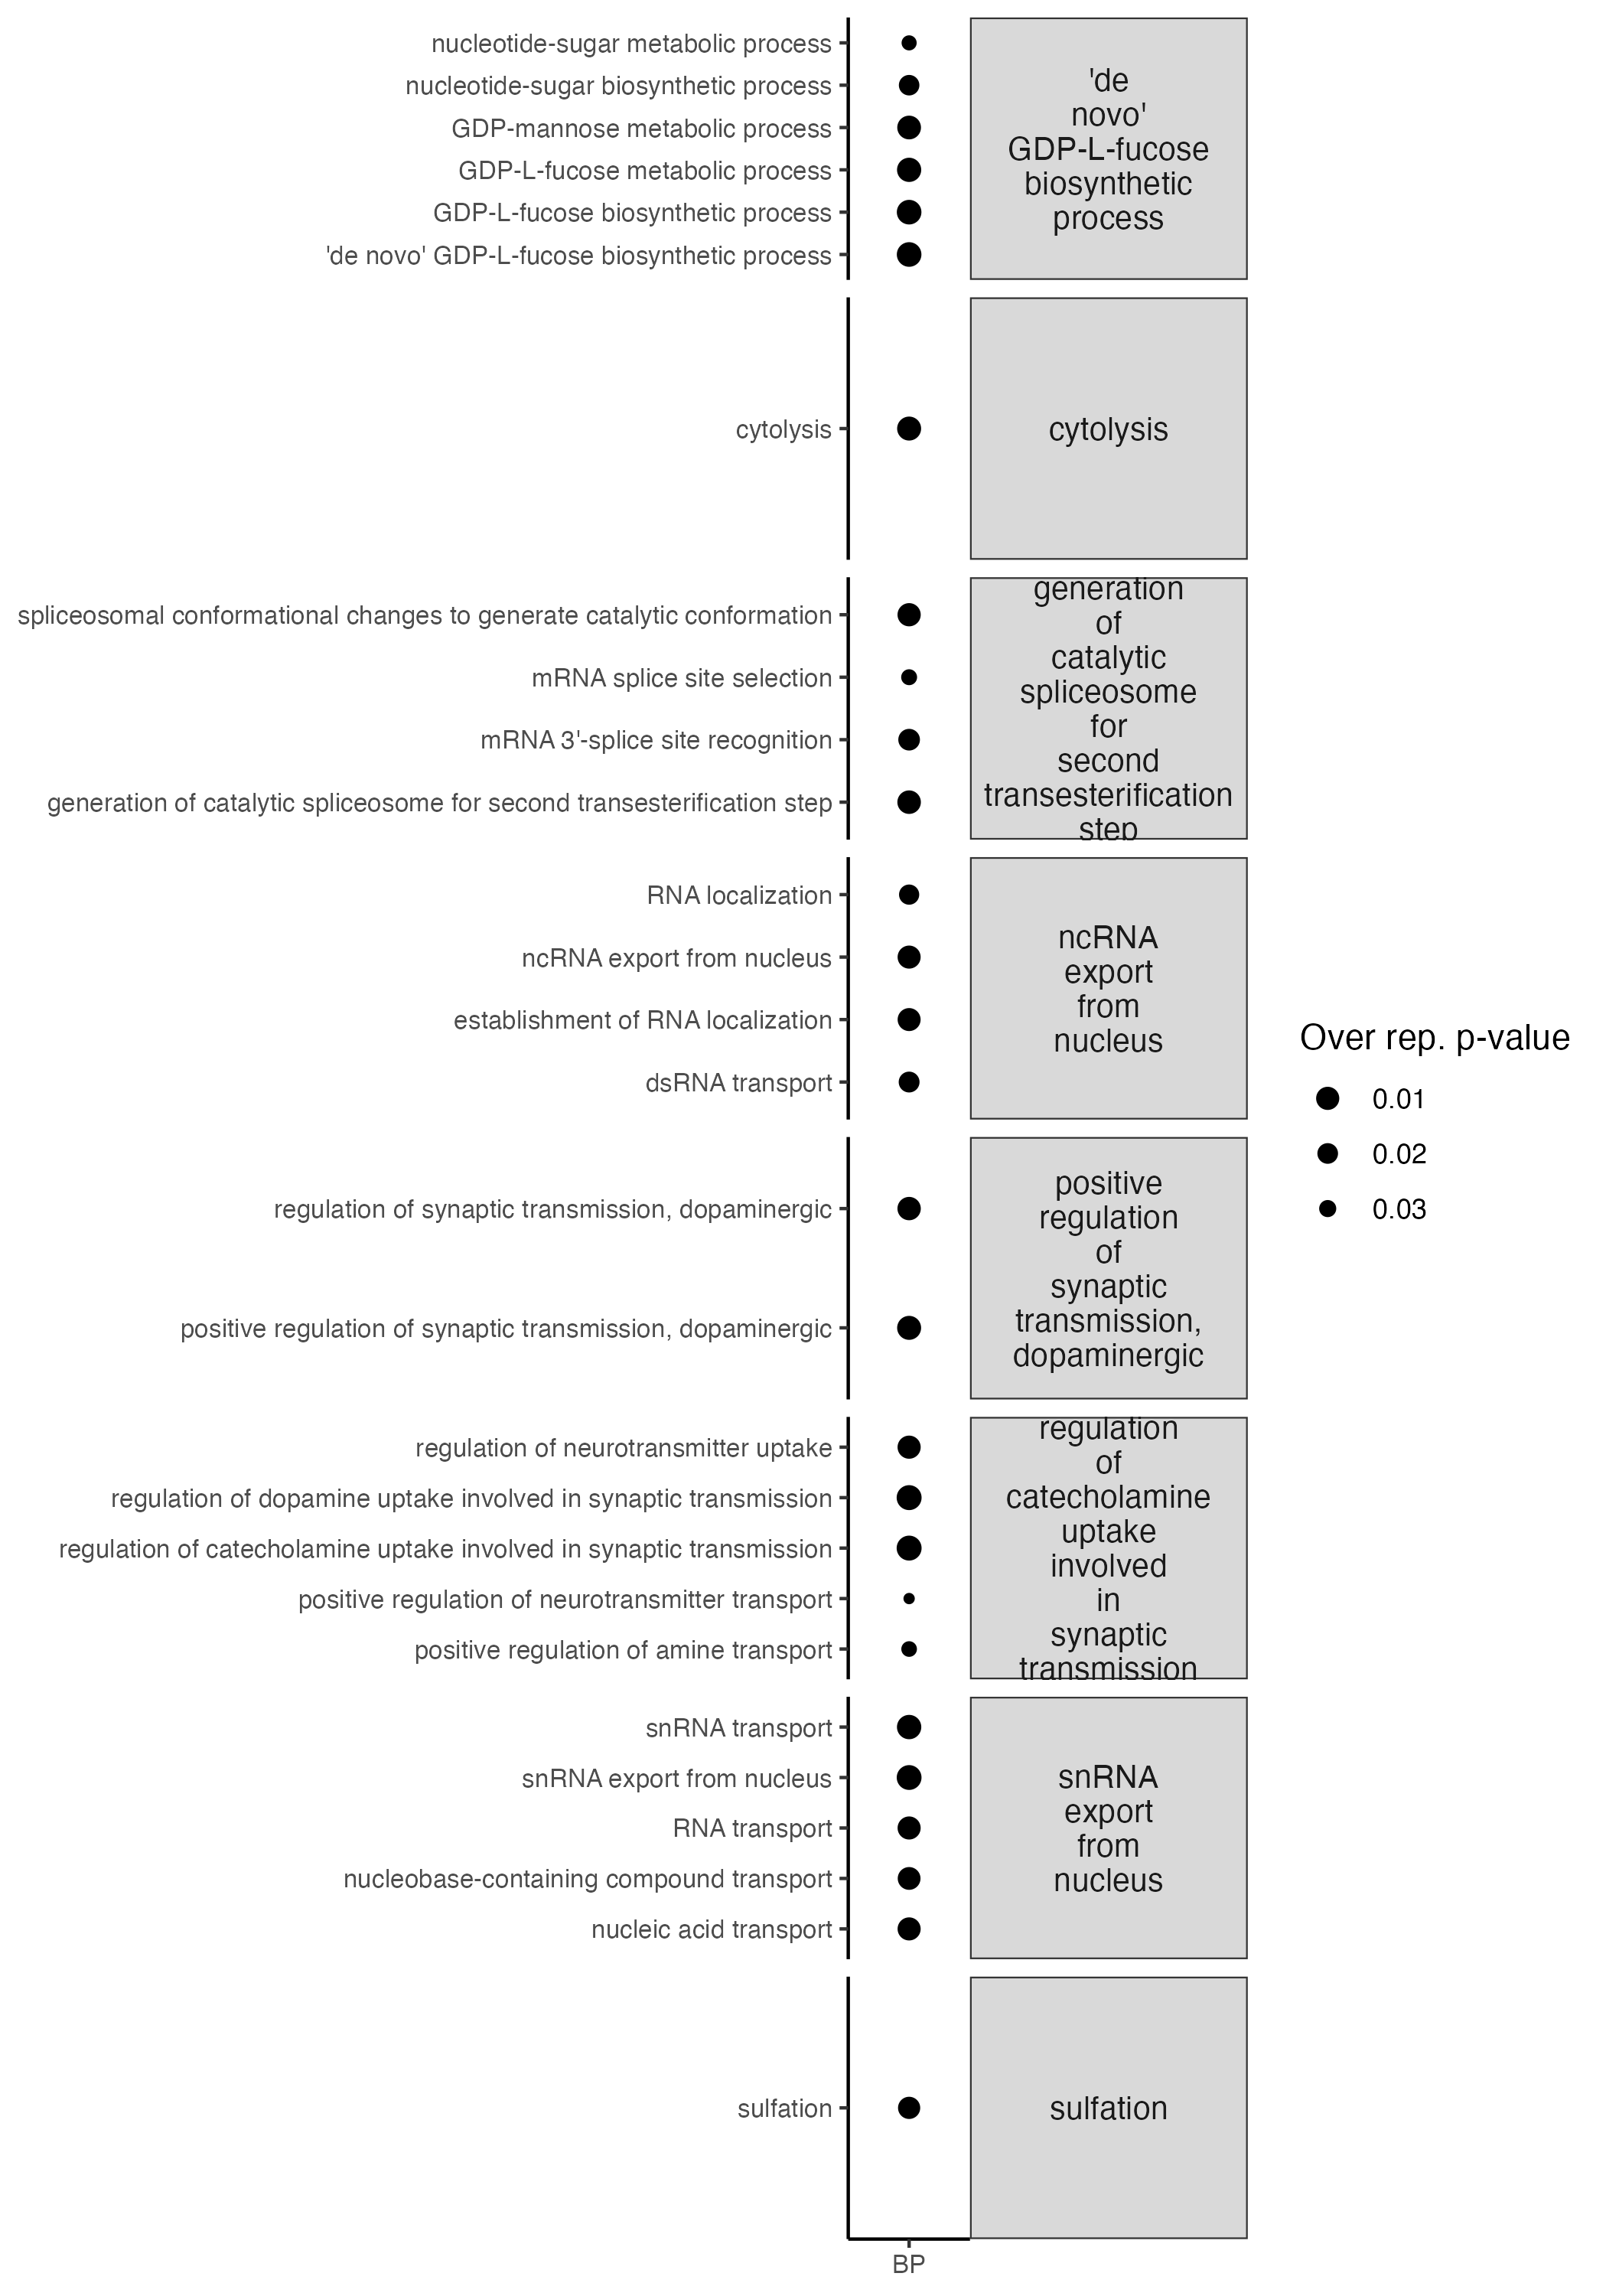 nucleotide-sugar metabolic process
nucleotide-sugar biosynthetic process
GDP-mannose metabolic process
GDP-L-fucose metabolic process
GDP-L-fucose biosynthetic process
'de novo' GDP-L-fucose biosynthetic process
'de
novo'
GDP-L-fucose
biosynthetic
process
cytolysis
cytolysis
spliceosomal conformational changes to generate catalytic conformation
mRNA splice site selection
mRNA 3'-splice site recognition
generation of catalytic spliceosome for second transesterification step
generation
of
catalytic
spliceosome
for
second
transesterification
step
RNA localization
ncRNA export from nucleus
establishment of RNA localization
dsRNA transport
ncRNA
export
from
nucleus
regulation of synaptic transmission, dopaminergic
positive regulation of synaptic transmission, dopaminergic
positive
regulation
of
synaptic
transmission,
dopaminergic
regulation of neurotransmitter uptake
regulation of dopamine uptake involved in synaptic transmission
regulation of catecholamine uptake involved in synaptic transmission
positive regulation of neurotransmitter transport
positive regulation of amine transport
regulation
of
catecholamine
uptake
involved
in
synaptic
transmission
snRNA transport
snRNA export from nucleus
RNA transport
nucleobase-containing compound transport
nucleic acid transport
snRNA
export
from
nucleus
sulfation
sulfation
BP
Over rep. p-value
0.01
0.02
0.03